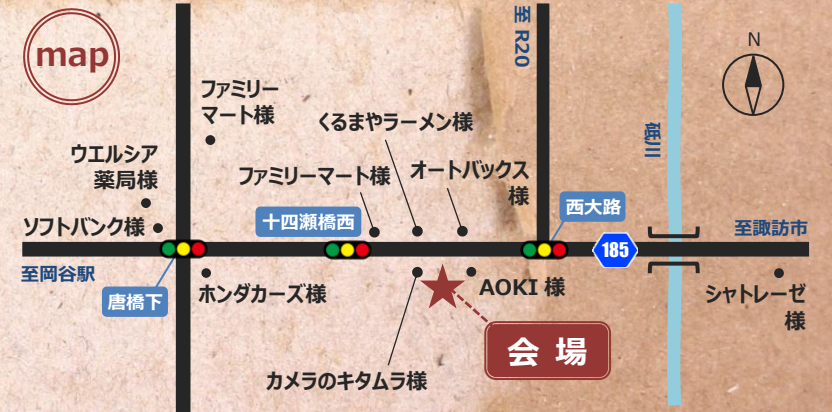 map
至 R20
N
ファミリー
マート様
くるまやラーメン様
砥川
ウエルシア
薬局様
ファミリーマート様
オートバックス
様
ソフトバンク様
十四瀬橋西
西大路
至岡谷駅
185
至諏訪市
唐橋下
ホンダカーズ様
AOKI 様
シャトレーゼ
様
会 場
カメラのキタムラ様